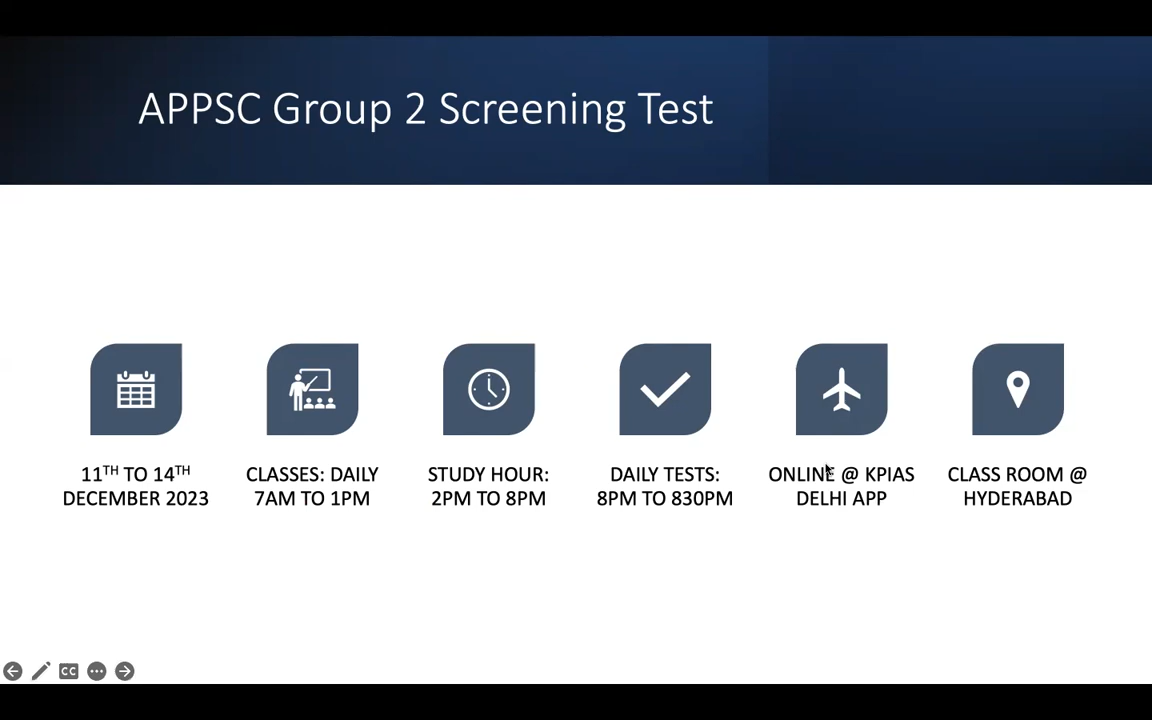 APPSC Group 2 Screening Test
11TH TO 14TH
DECEMBER 2023
CLASSES: DAILY
7AM TO 1PM
STUDY HOUR:
2PM TO 8PM
DAILY TESTS:
8PM TO 830PM
ONLINE @ KPIAS
DELHI APP
CLASS ROOM @
HYDERABAD
CC